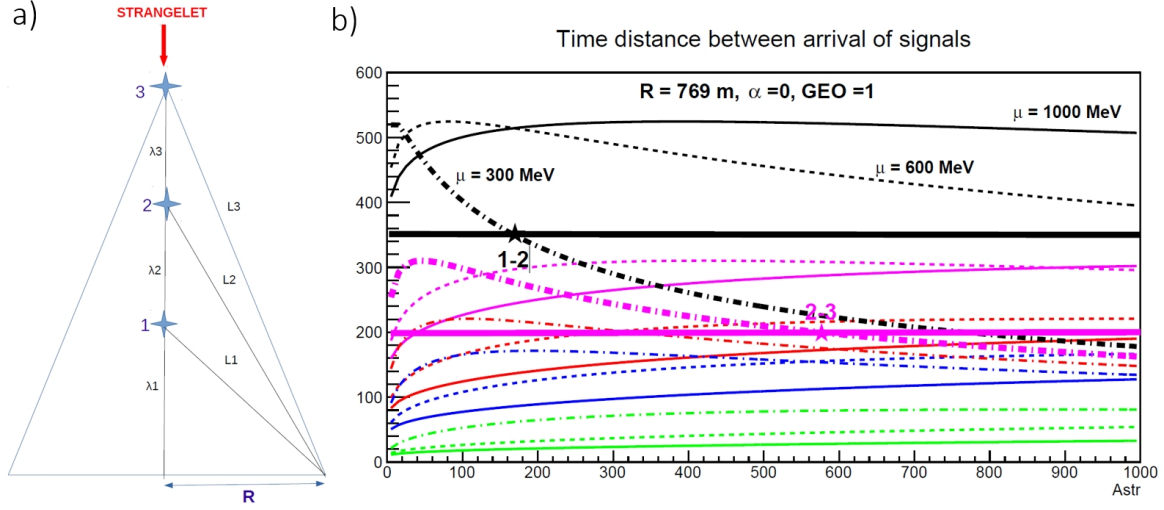 a)
STRANGELET
3
λ3
2
L3
λ2
L2
1
L1
λ1
R
b)
Time distance between arrival of signals
600
500
400
300
200
100
0
R = 769 m, α =0, GEO =1
μ = 1000 MeV
μ = 600 MeV
μ = 300 MeV
1-2
2-3
0 100 200 300 400 500 600 700 800 900 1000
Astr